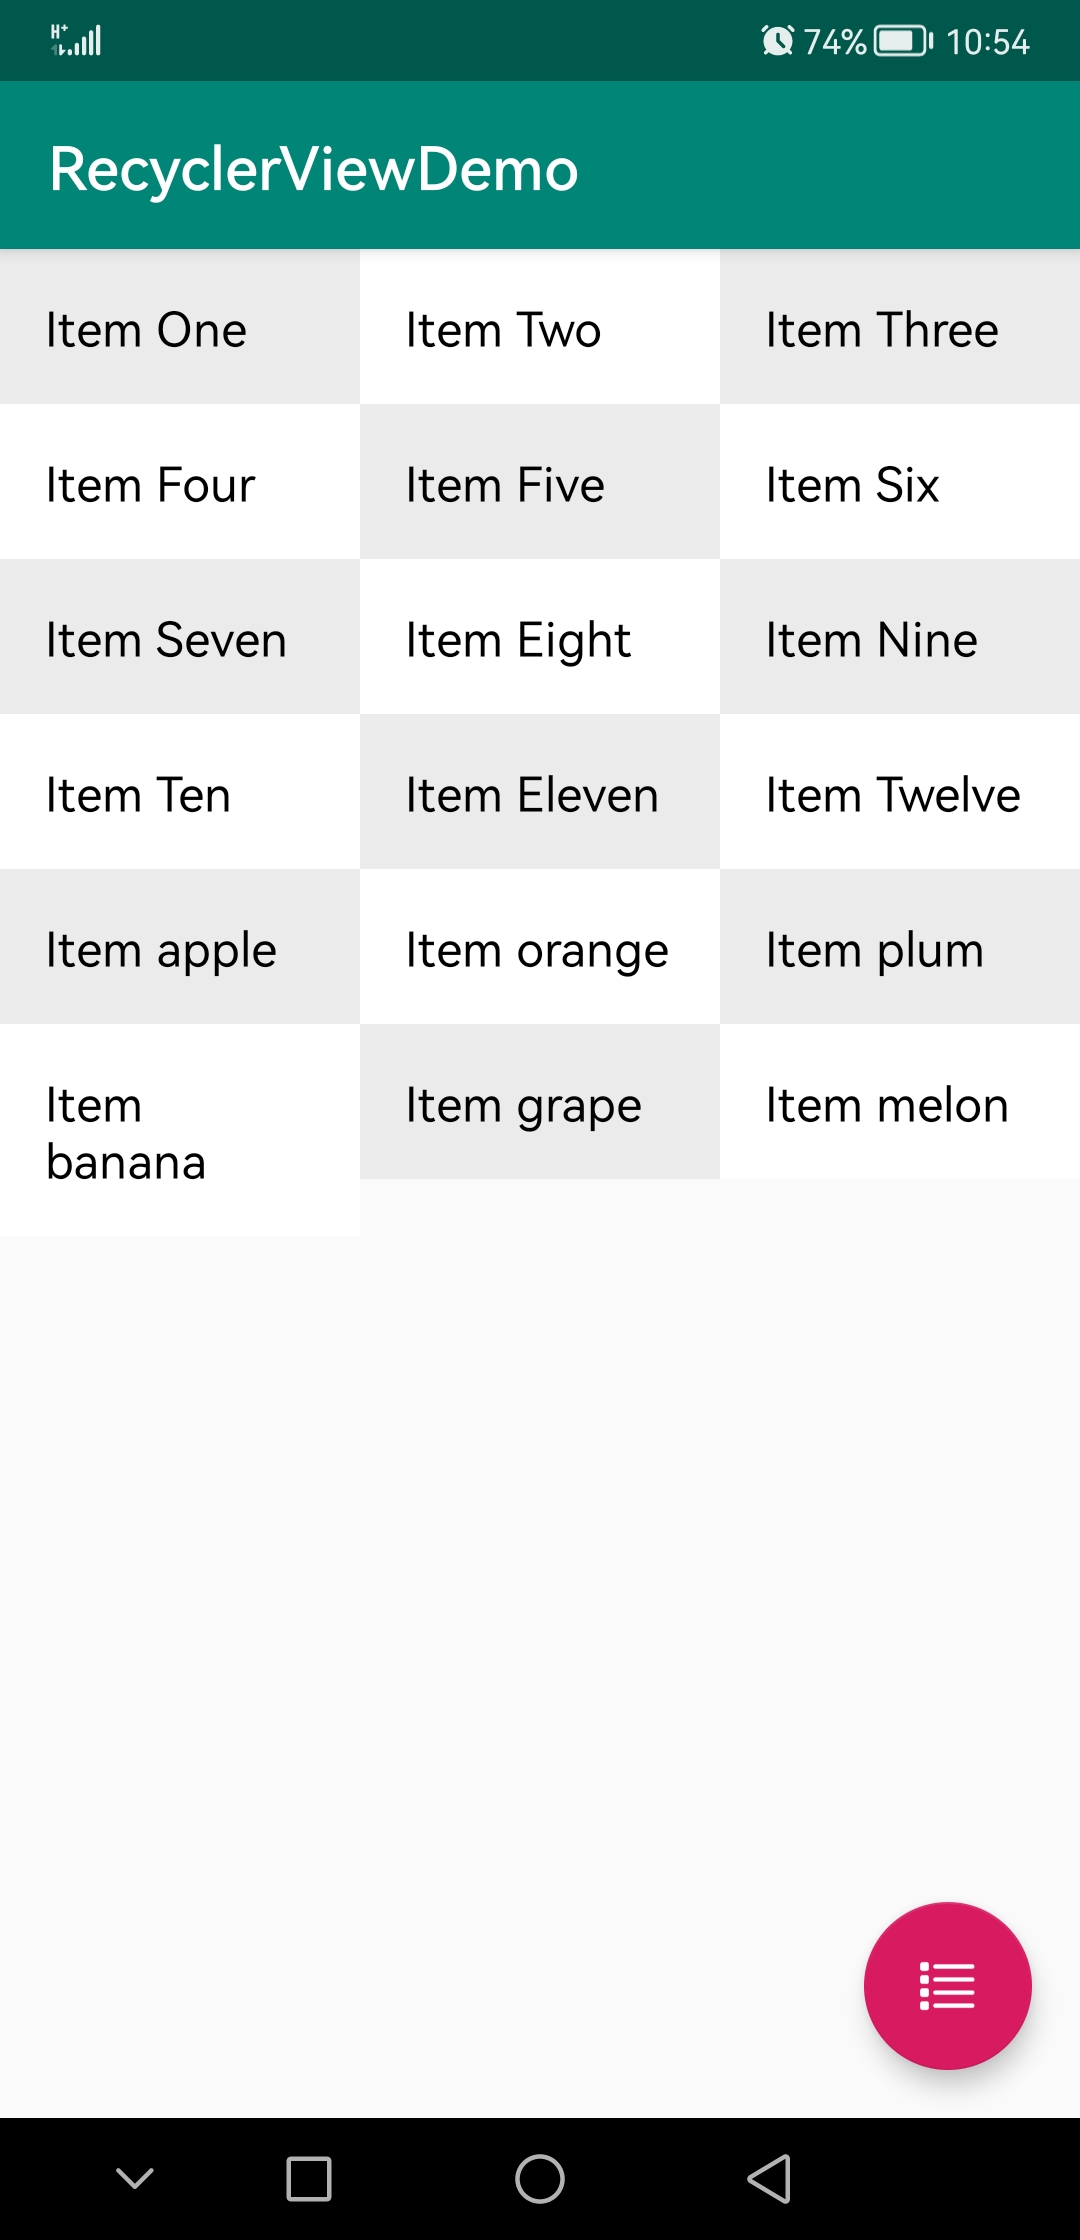 H+ 74% 10:54
RecyclerViewDemo
Item One Item Two Item Three
Item Four Item Five Item Six
Item Seven Item Eight Item Nine
Item Ten Item Eleven Item Twelve
Item apple Item orange Item plum
Item Item grape Item melon
banana